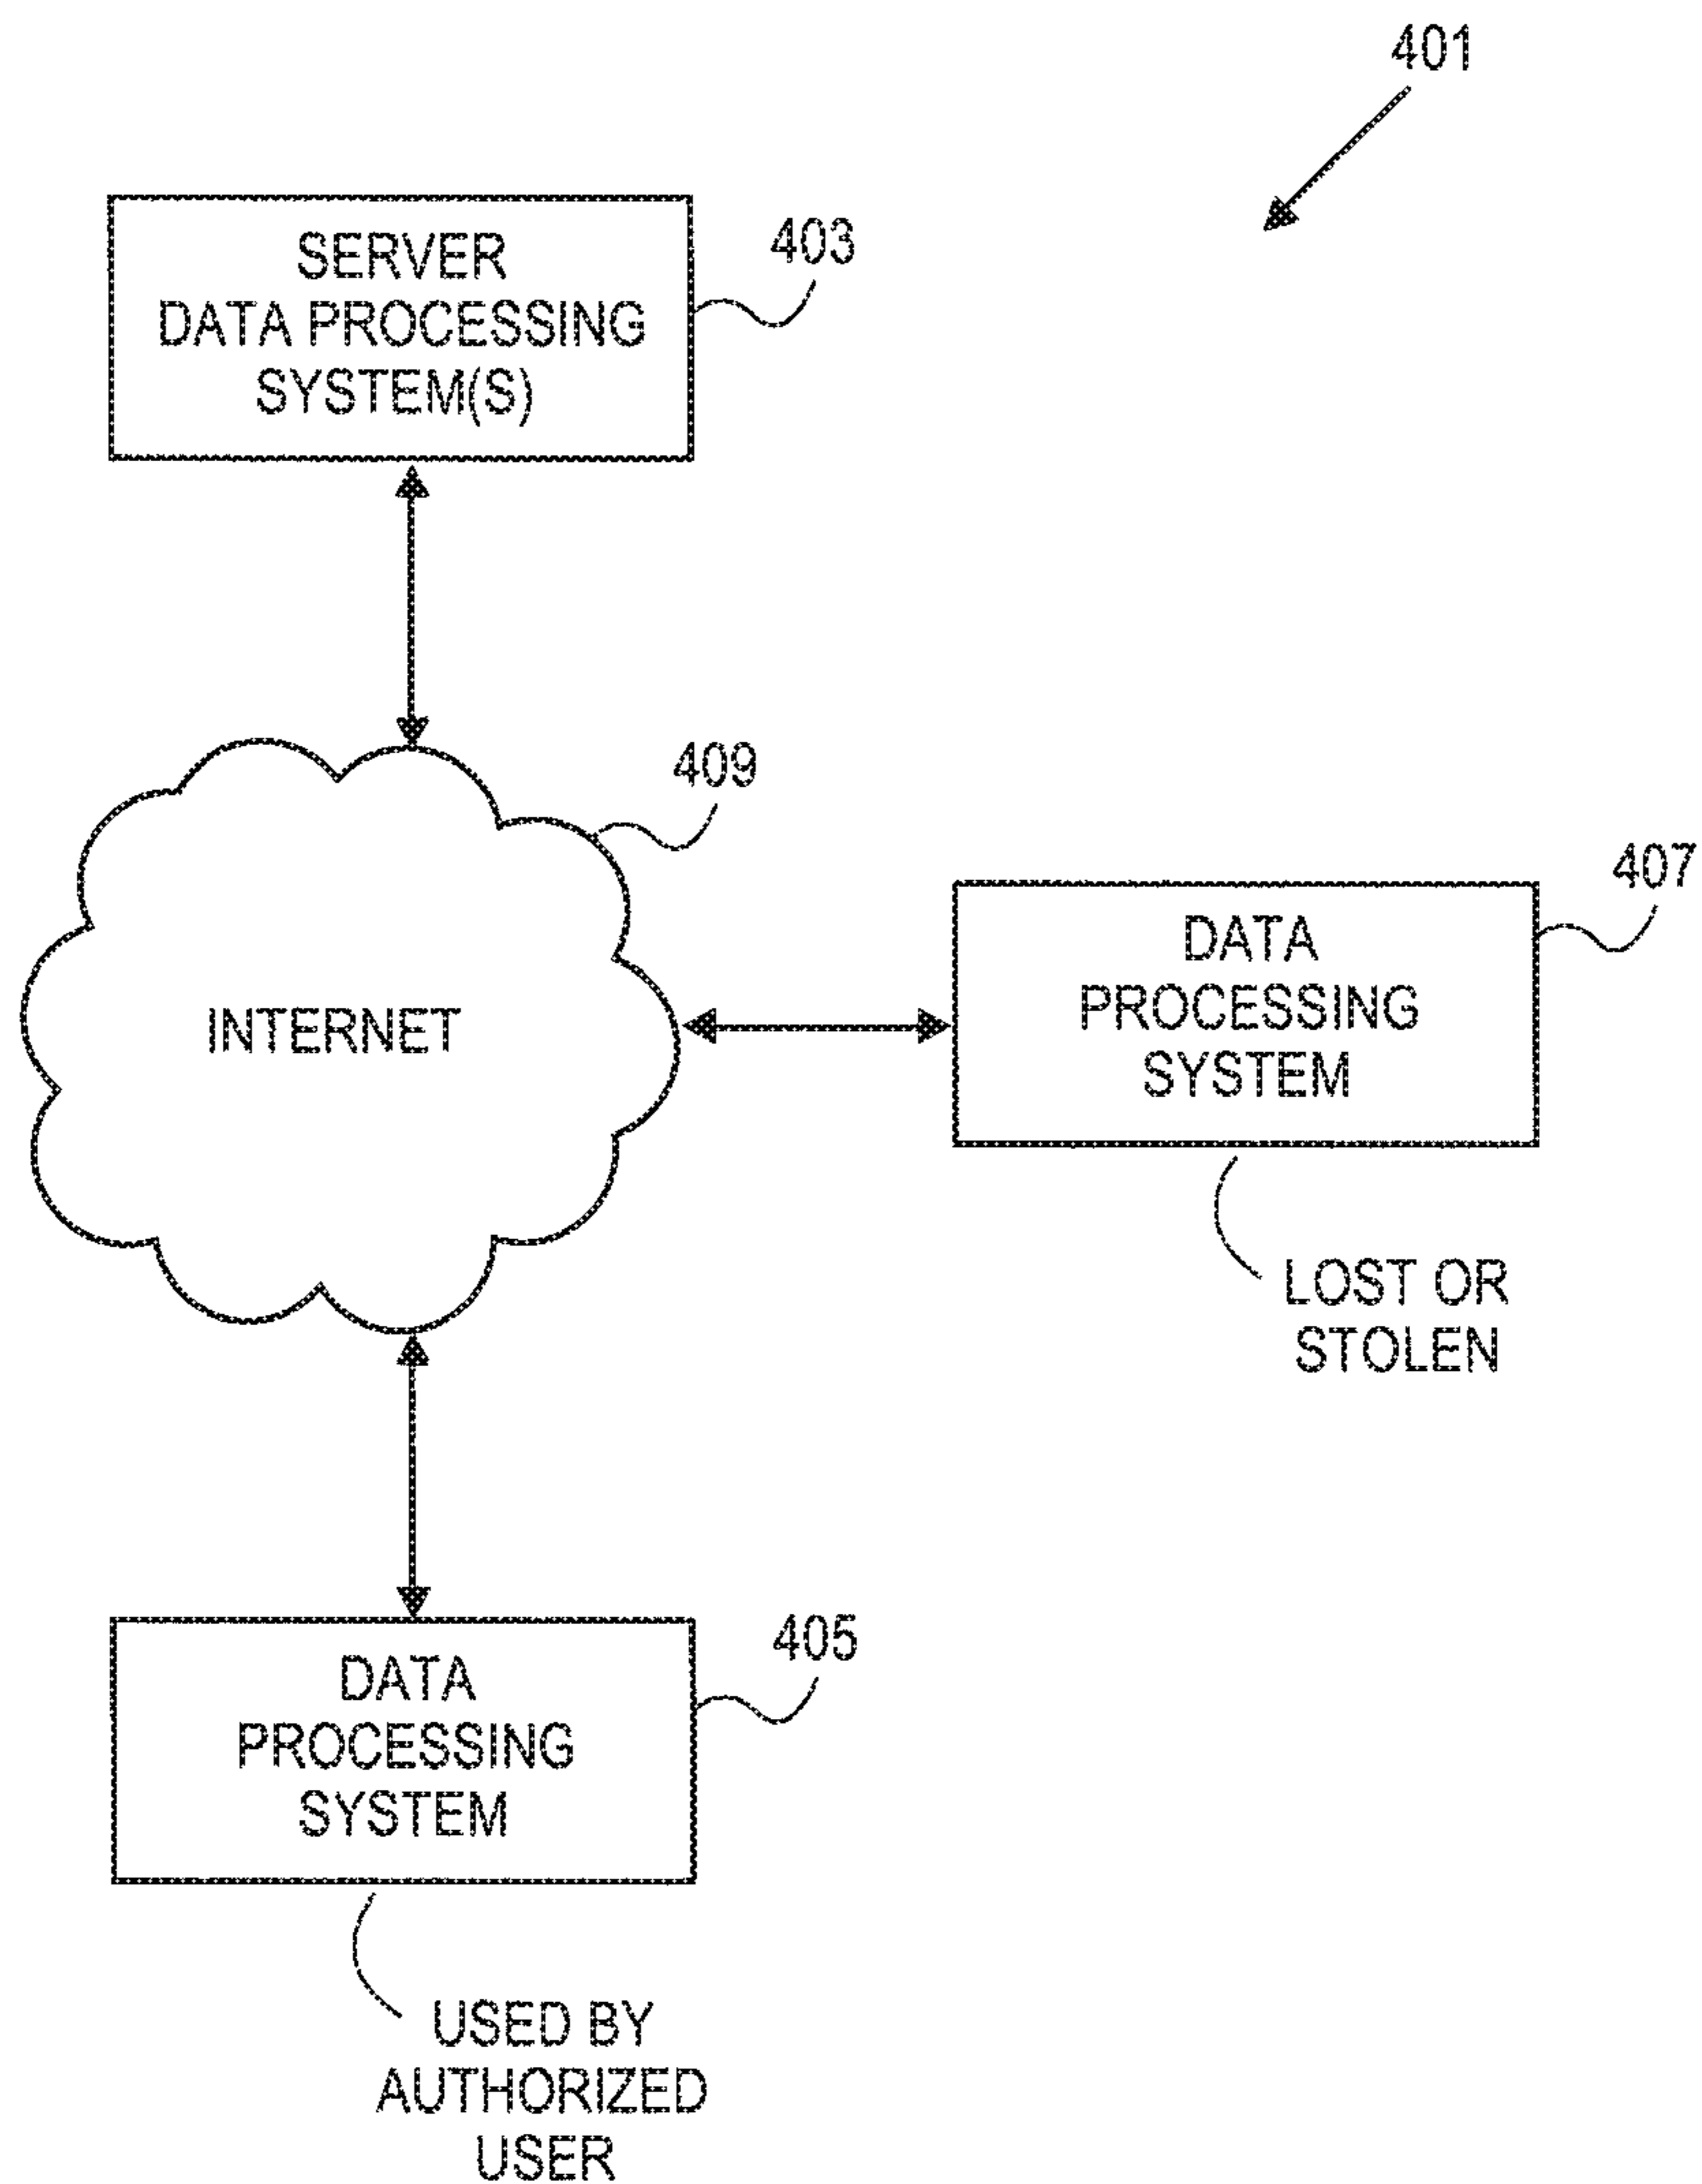 401
SERVER
DATA PROCESSING
SYSTEM(S)
403
409
INTERNET
407
DATA
PROCESSING
SYSTEM
LOST OR
STOLEN
405
DATA
PROCESSING
SYSTEM
USED BY
AUTHORIZED
USER